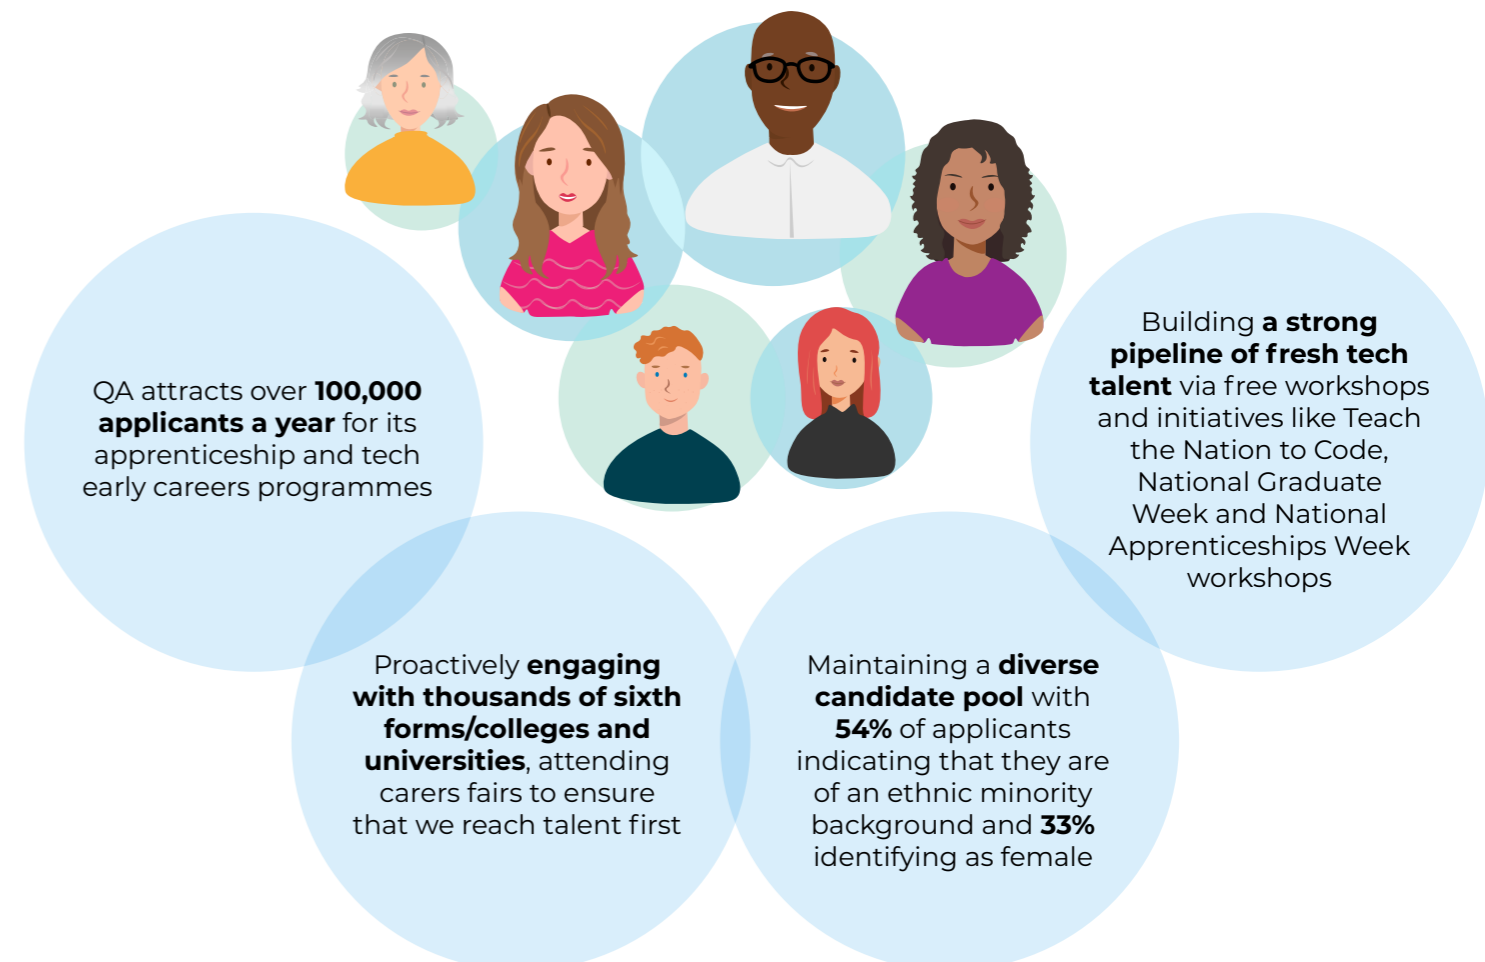 QA attracts over 100,000
applicants a year for its
apprenticeship and tech
early careers programmes
Proactively engaging
with thousands of sixth
forms/colleges and
universities, attending
carers fairs to ensure
that we reach talent first
Maintaining a diverse
candidate pool with
54% of applicants
indicating that they are
of an ethnic minority
background and 33%
identifying as female
Building a strong
pipeline of fresh tech
talent via free workshops
and initiatives like Teach
the Nation to Code,
National Graduate
Week and National
Apprenticeships Week
workshops